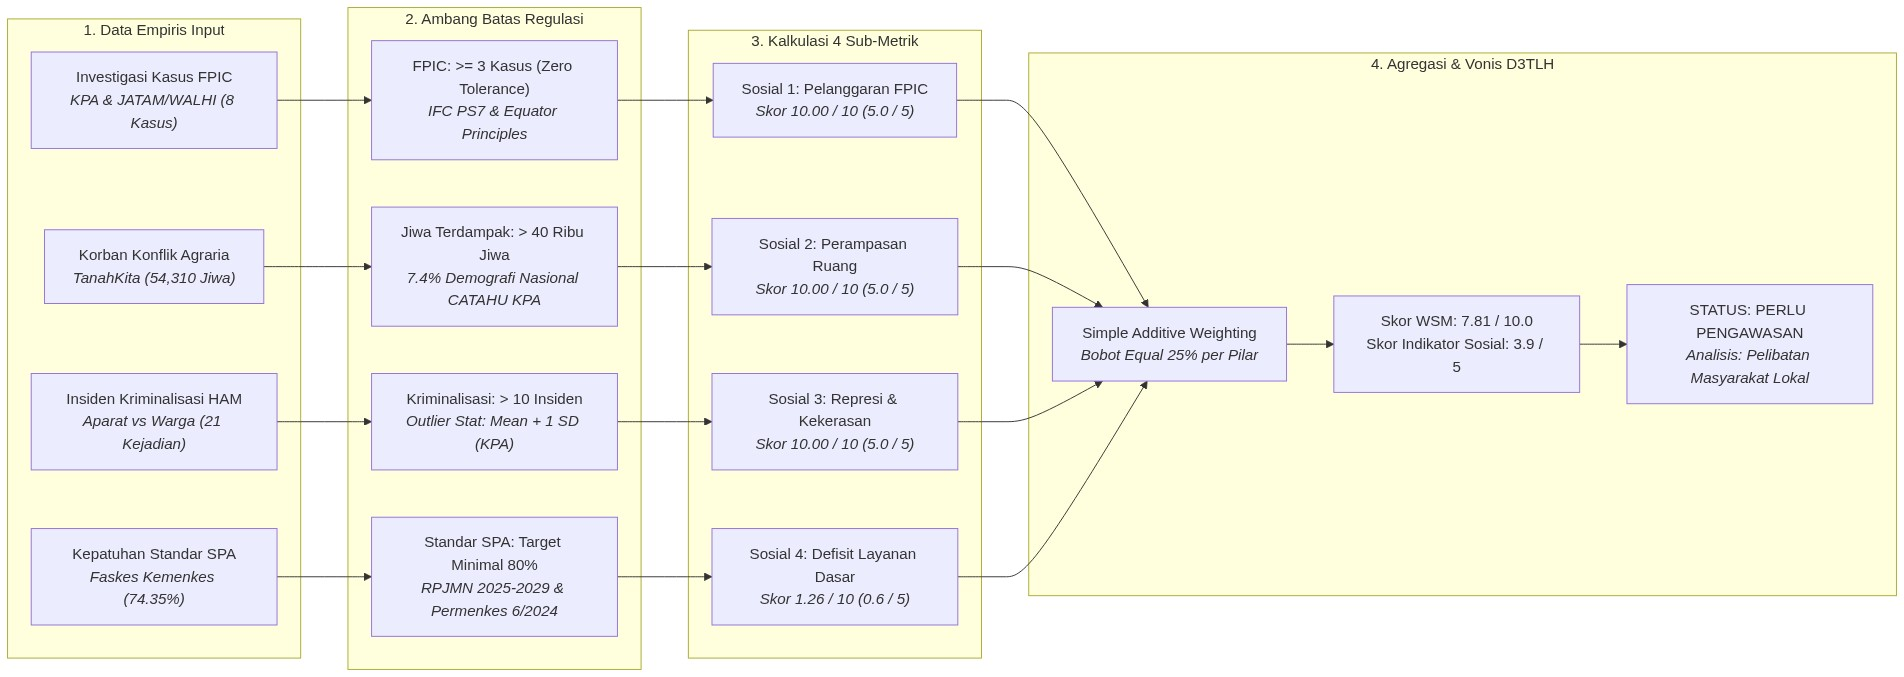 1. Data Empiris Input
Investigasi Kasus FPIC
KPA & JATAM/WALHI (8
Kasus)
Korban Konflik Agraria
TanahKita (54,310 Jiwa)
Insiden Kriminalisasi HAM
Aparat vs Warga (21
Kejadian)
Kepatuhan Standar SPA
Faskes Kemenkes
(74.35%)
2. Ambang Batas Regulasi
FPIC: >= 3 Kasus (Zero
Tolerance)
IFC PS7 & Equator
Principles
Jiwa Terdampak: > 40 Ribu
Jiwa
7.4% Demografi Nasional
CATAHU KPA
Kriminalisasi: > 10 Insiden
Outlier Stat: Mean + 1 SD
(KPA)
Standar SPA: Target
Minimal 80%
RPJMN 2025-2029 &
Permenkes 6/2024
3. Kalkulasi 4 Sub-Metrik
Sosial 1: Pelanggaran FPIC
Skor 10.00 / 10 (5.0 / 5)
Sosial 2: Perampasan
Ruang
Skor 10.00 / 10 (5.0 / 5)
Sosial 3: Represi &
Kekerasan
Skor 10.00 / 10 (5.0 / 5)
Sosial 4: Defisit Layanan
Dasar
Skor 1.26 / 10 (0.6 / 5)
4. Agregasi & Vonis D3TLH
Simple Additive Weighting
Bobot Equal 25% per Pilar
Skor WSM: 7.81 / 10.0
Skor Indikator Sosial: 3.9 /
5
STATUS: PERLU
PENGAWASAN
Analisis: Pelibatan
Masyarakat Lokal